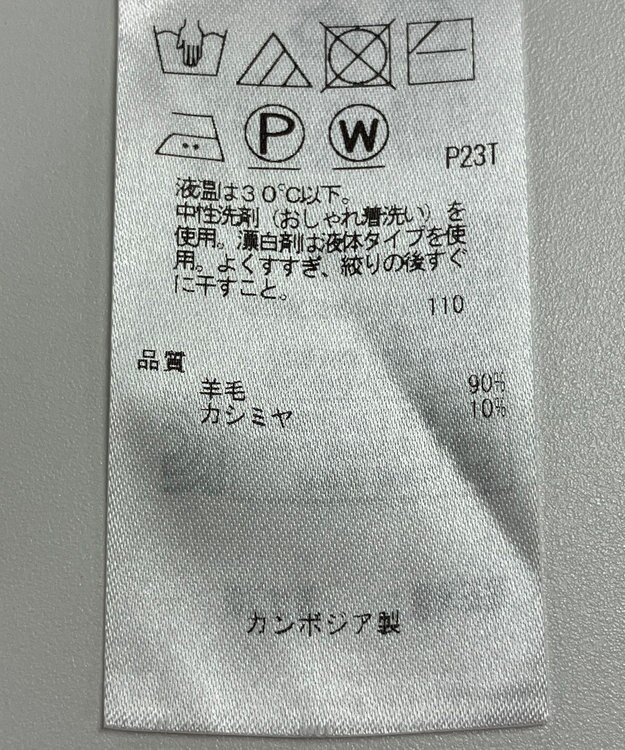 P W
P23T
液温は30℃以下。
中性洗剤（おしゃれ着洗い）を
使用。漂白剤は液体タイプを使
用。よくすすぎ、絞りの後すぐ
に干すこと。
110
品質
羊毛 90%
カシミヤ 10%
カンボジア製